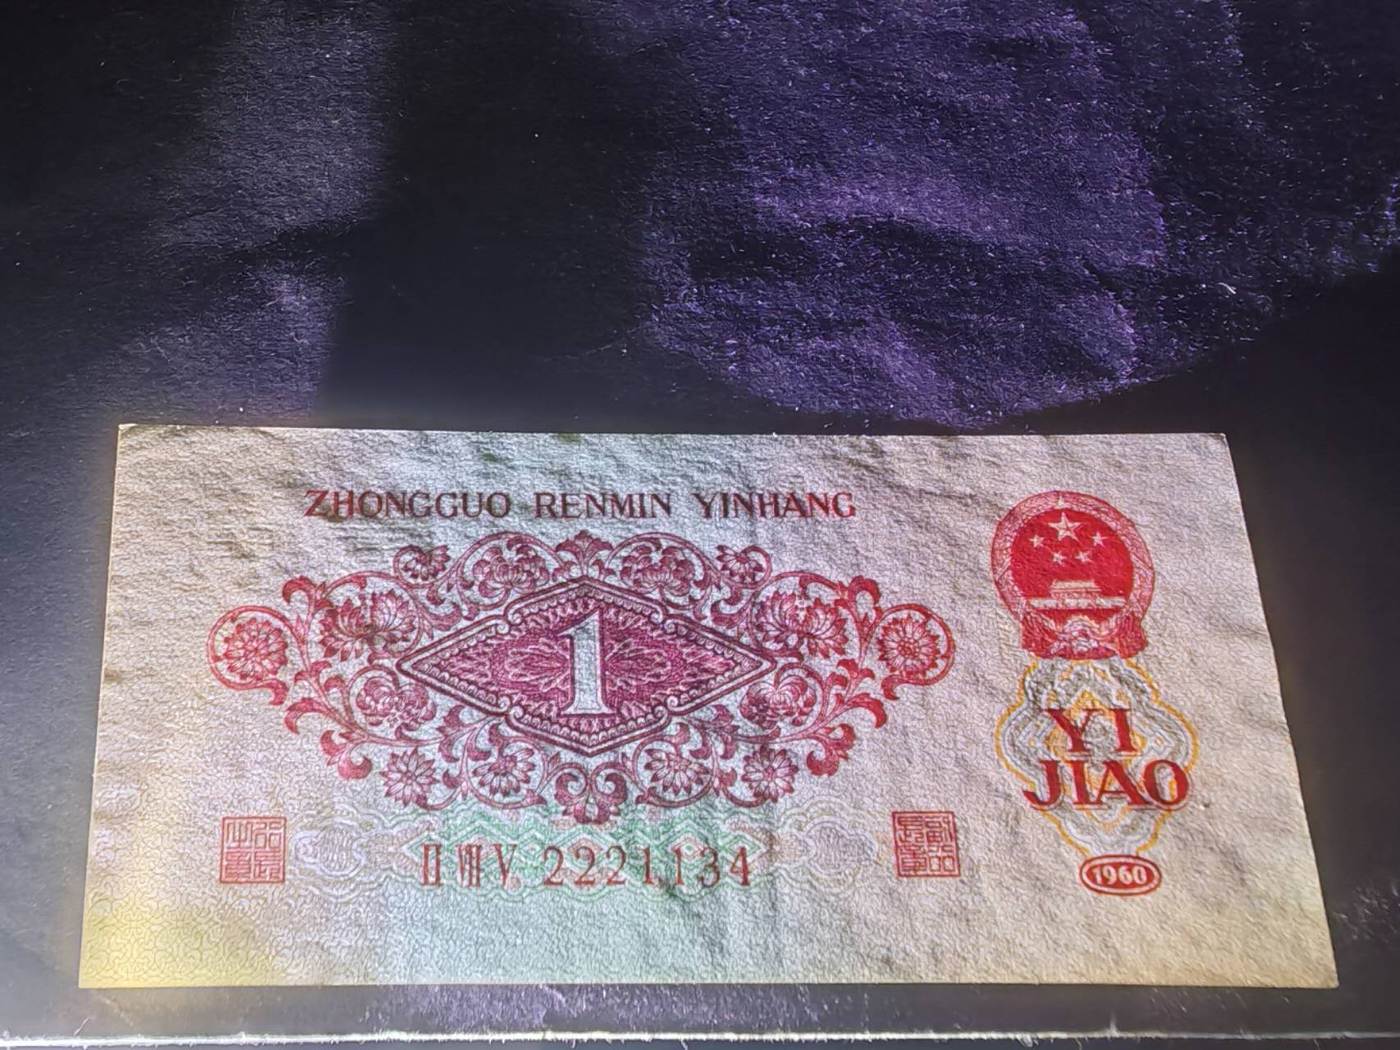 ZHONGGUO RENMIN YINHANG
1
YI
JIAO
II VIII V 2221134
1960